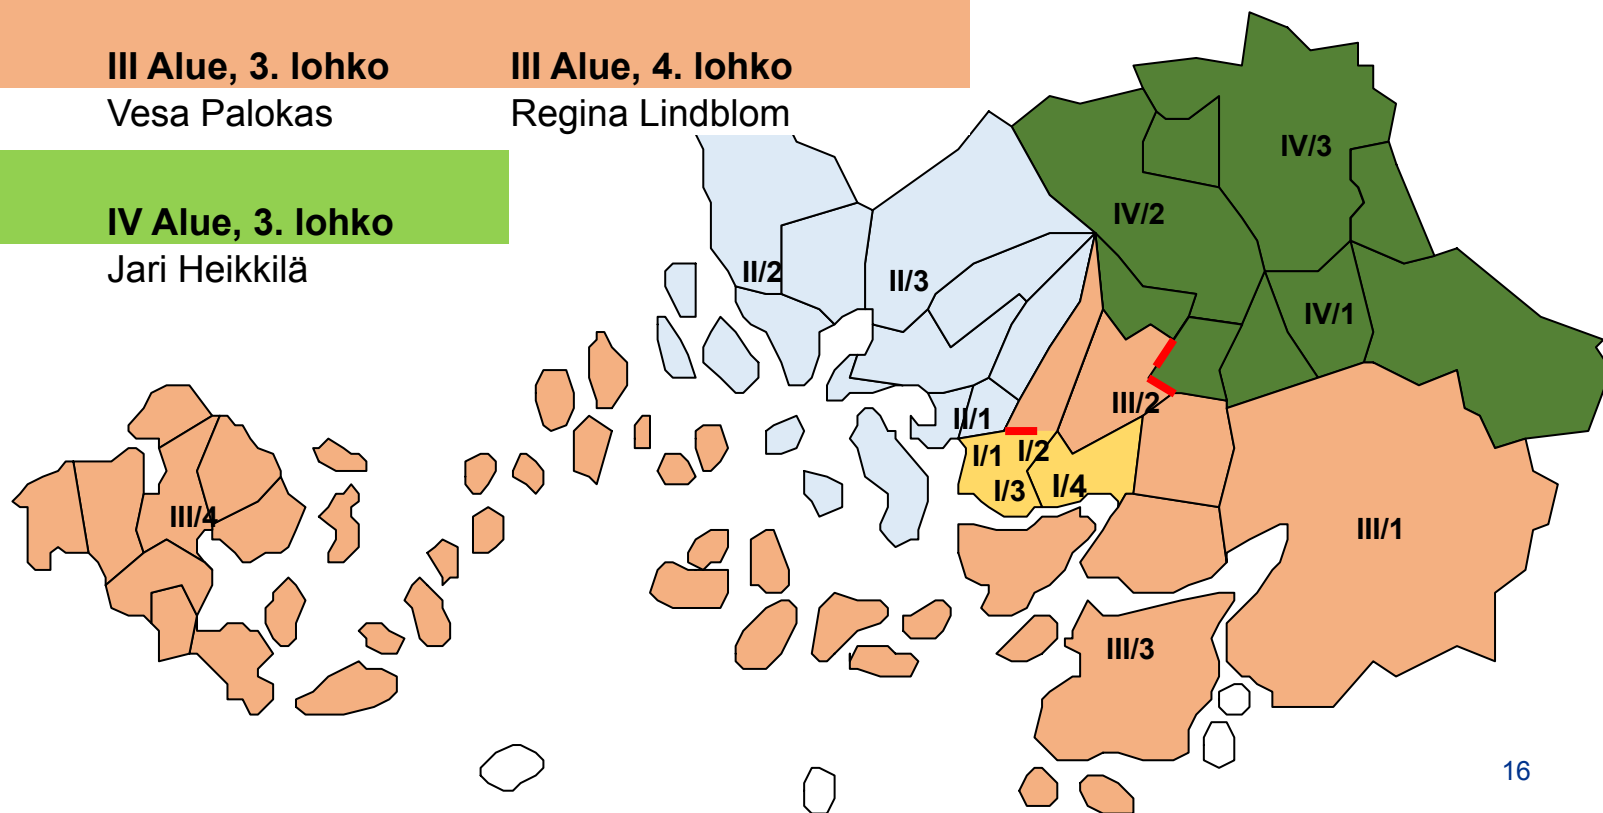 III Alue, 3. lohko
Vesa Palokas
III Alue, 4. lohko
Regina Lindblom
IV Alue, 3. lohko
Jari Heikkilä
IV/3
IV/2
II/2
II/3
IV/1
III/2
II/1
I/1
I/2
I/3
I/4
III/4
III/1
III/3
16